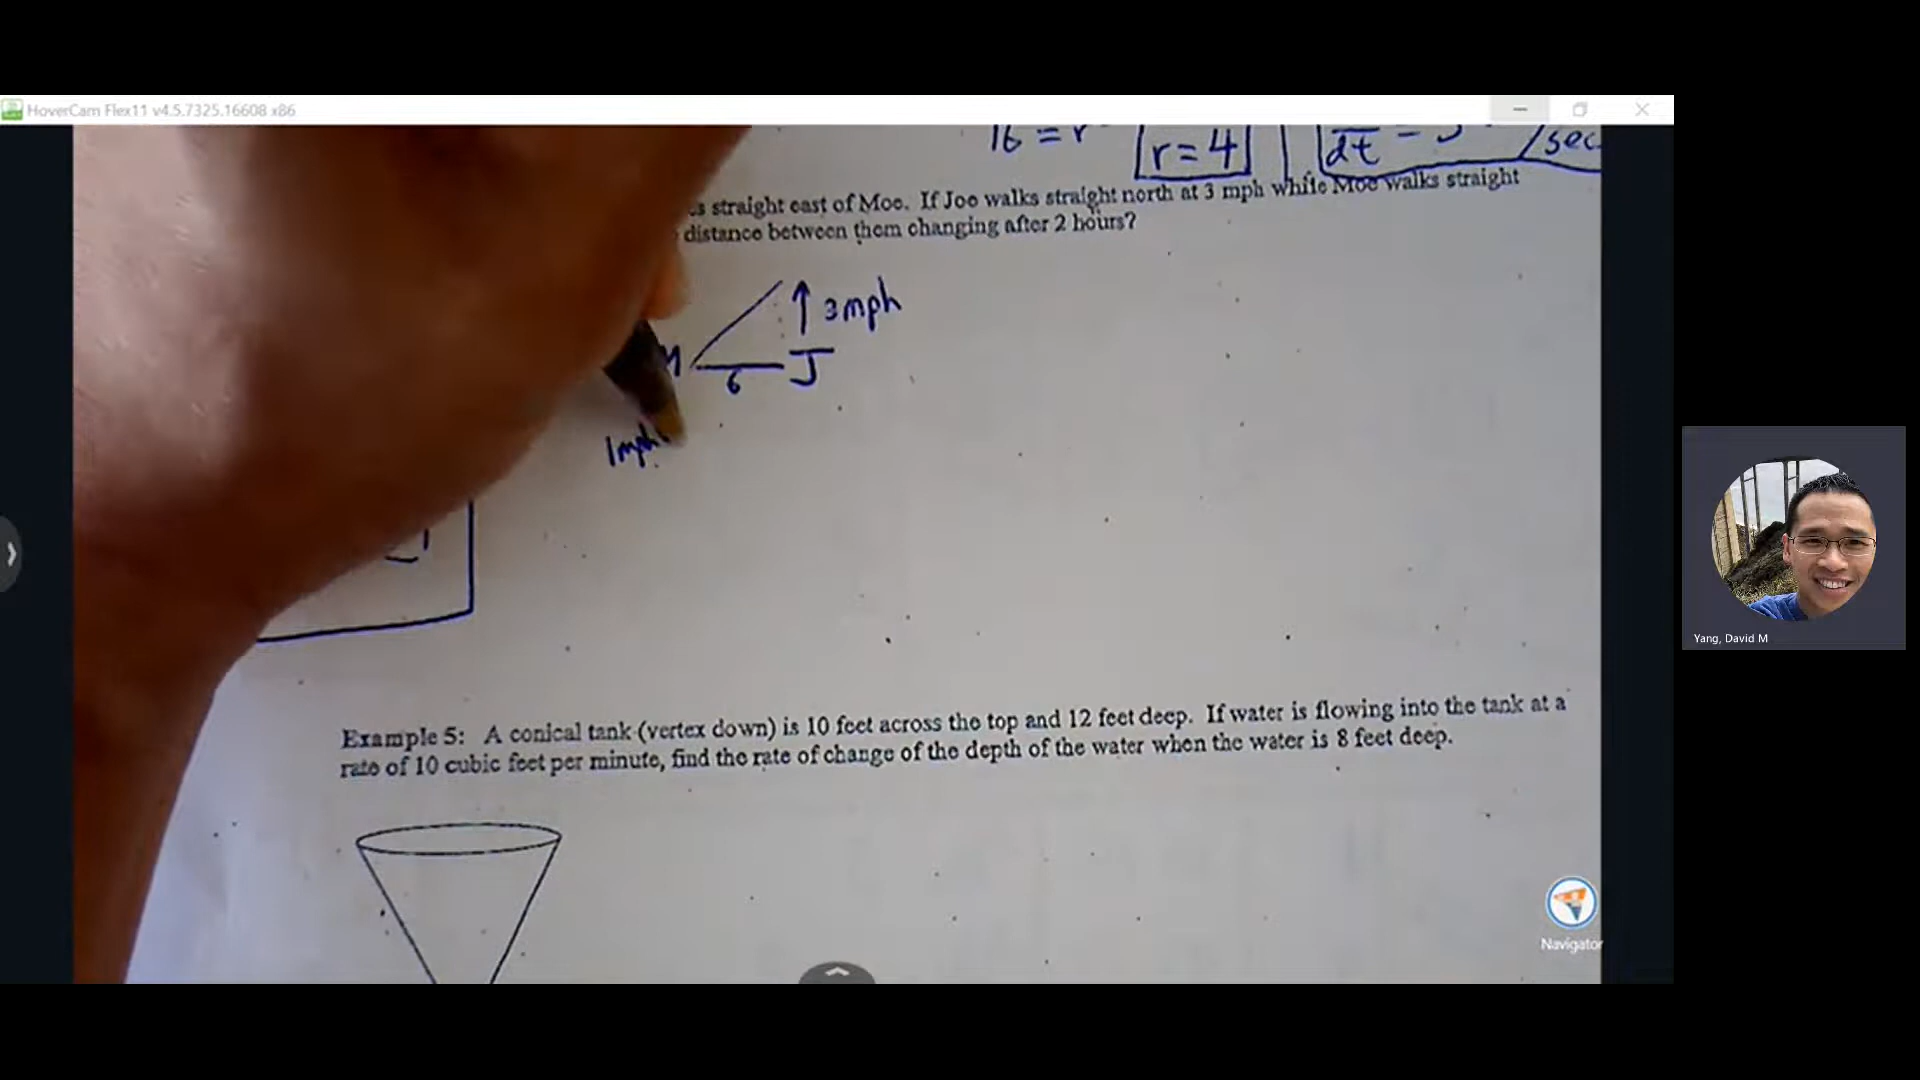 HoverCam Flex11 v4.5.7325.16608 x86
16 = r
r = 4
dt
/sec
straight east of Moe. If Joe walks straight north at 3 mph while Moe walks straight
distance between them changing after 2 hours?
3mph
J
6
1mph
Example 5: A conical tank (vertex down) is 10 feet across the top and 12 feet deep. If water is flowing into the tank at a
rate of 10 cubic feet per minute, find the rate of change of the depth of the water when the water is 8 feet deep.
Navigator
Yang, David M